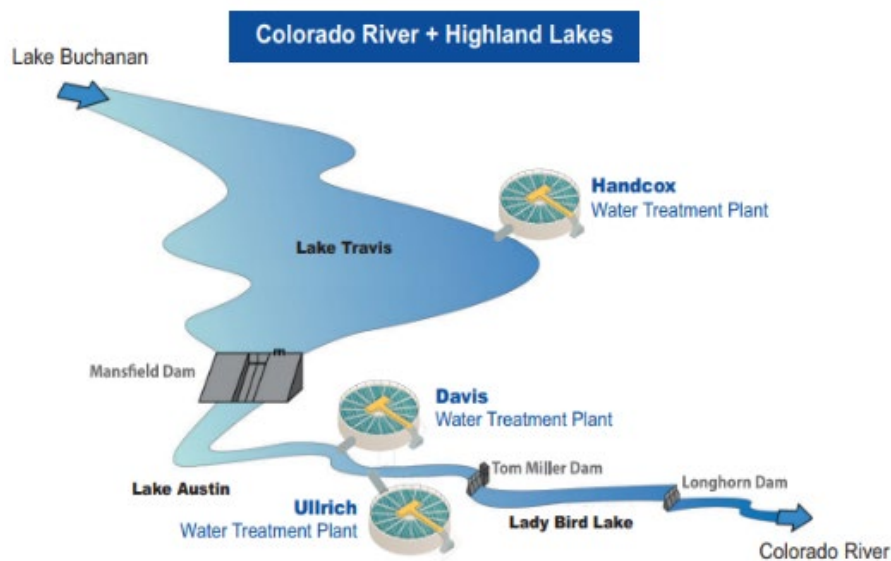 Colorado River + Highland Lakes
Lake Buchanan
Handcox
Water Treatment Plant
Lake Travis
Mansfield Dam
Davis
Water Treatment Plant
Tom Miller Dam
Longhorn Dam
Lake Austin
Ullrich
Water Treatment Plant
Lady Bird Lake
Colorado River